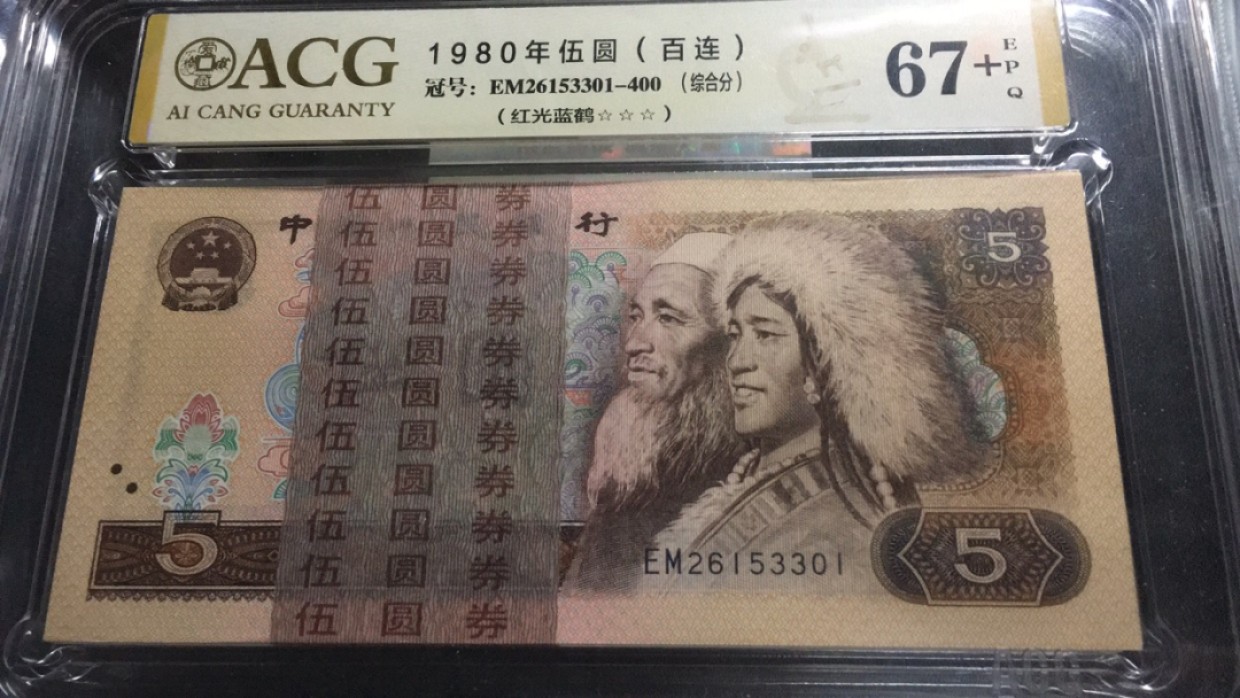 ACG
AI CANG GUARANTY
1980年伍圆（百连）
冠号：EM26153301-400 （综合分）
（红光蓝鹤☆☆☆）
67+
EPQ
伍 圆 券
中 行
伍 圆 券
伍 圆 券
伍 圆 券
伍 圆 券
伍 圆 券
伍 圆 券
伍 圆 券
伍 圆 券
伍 圆 券
伍 圆 券
5
5
EM26153301
5
ACG